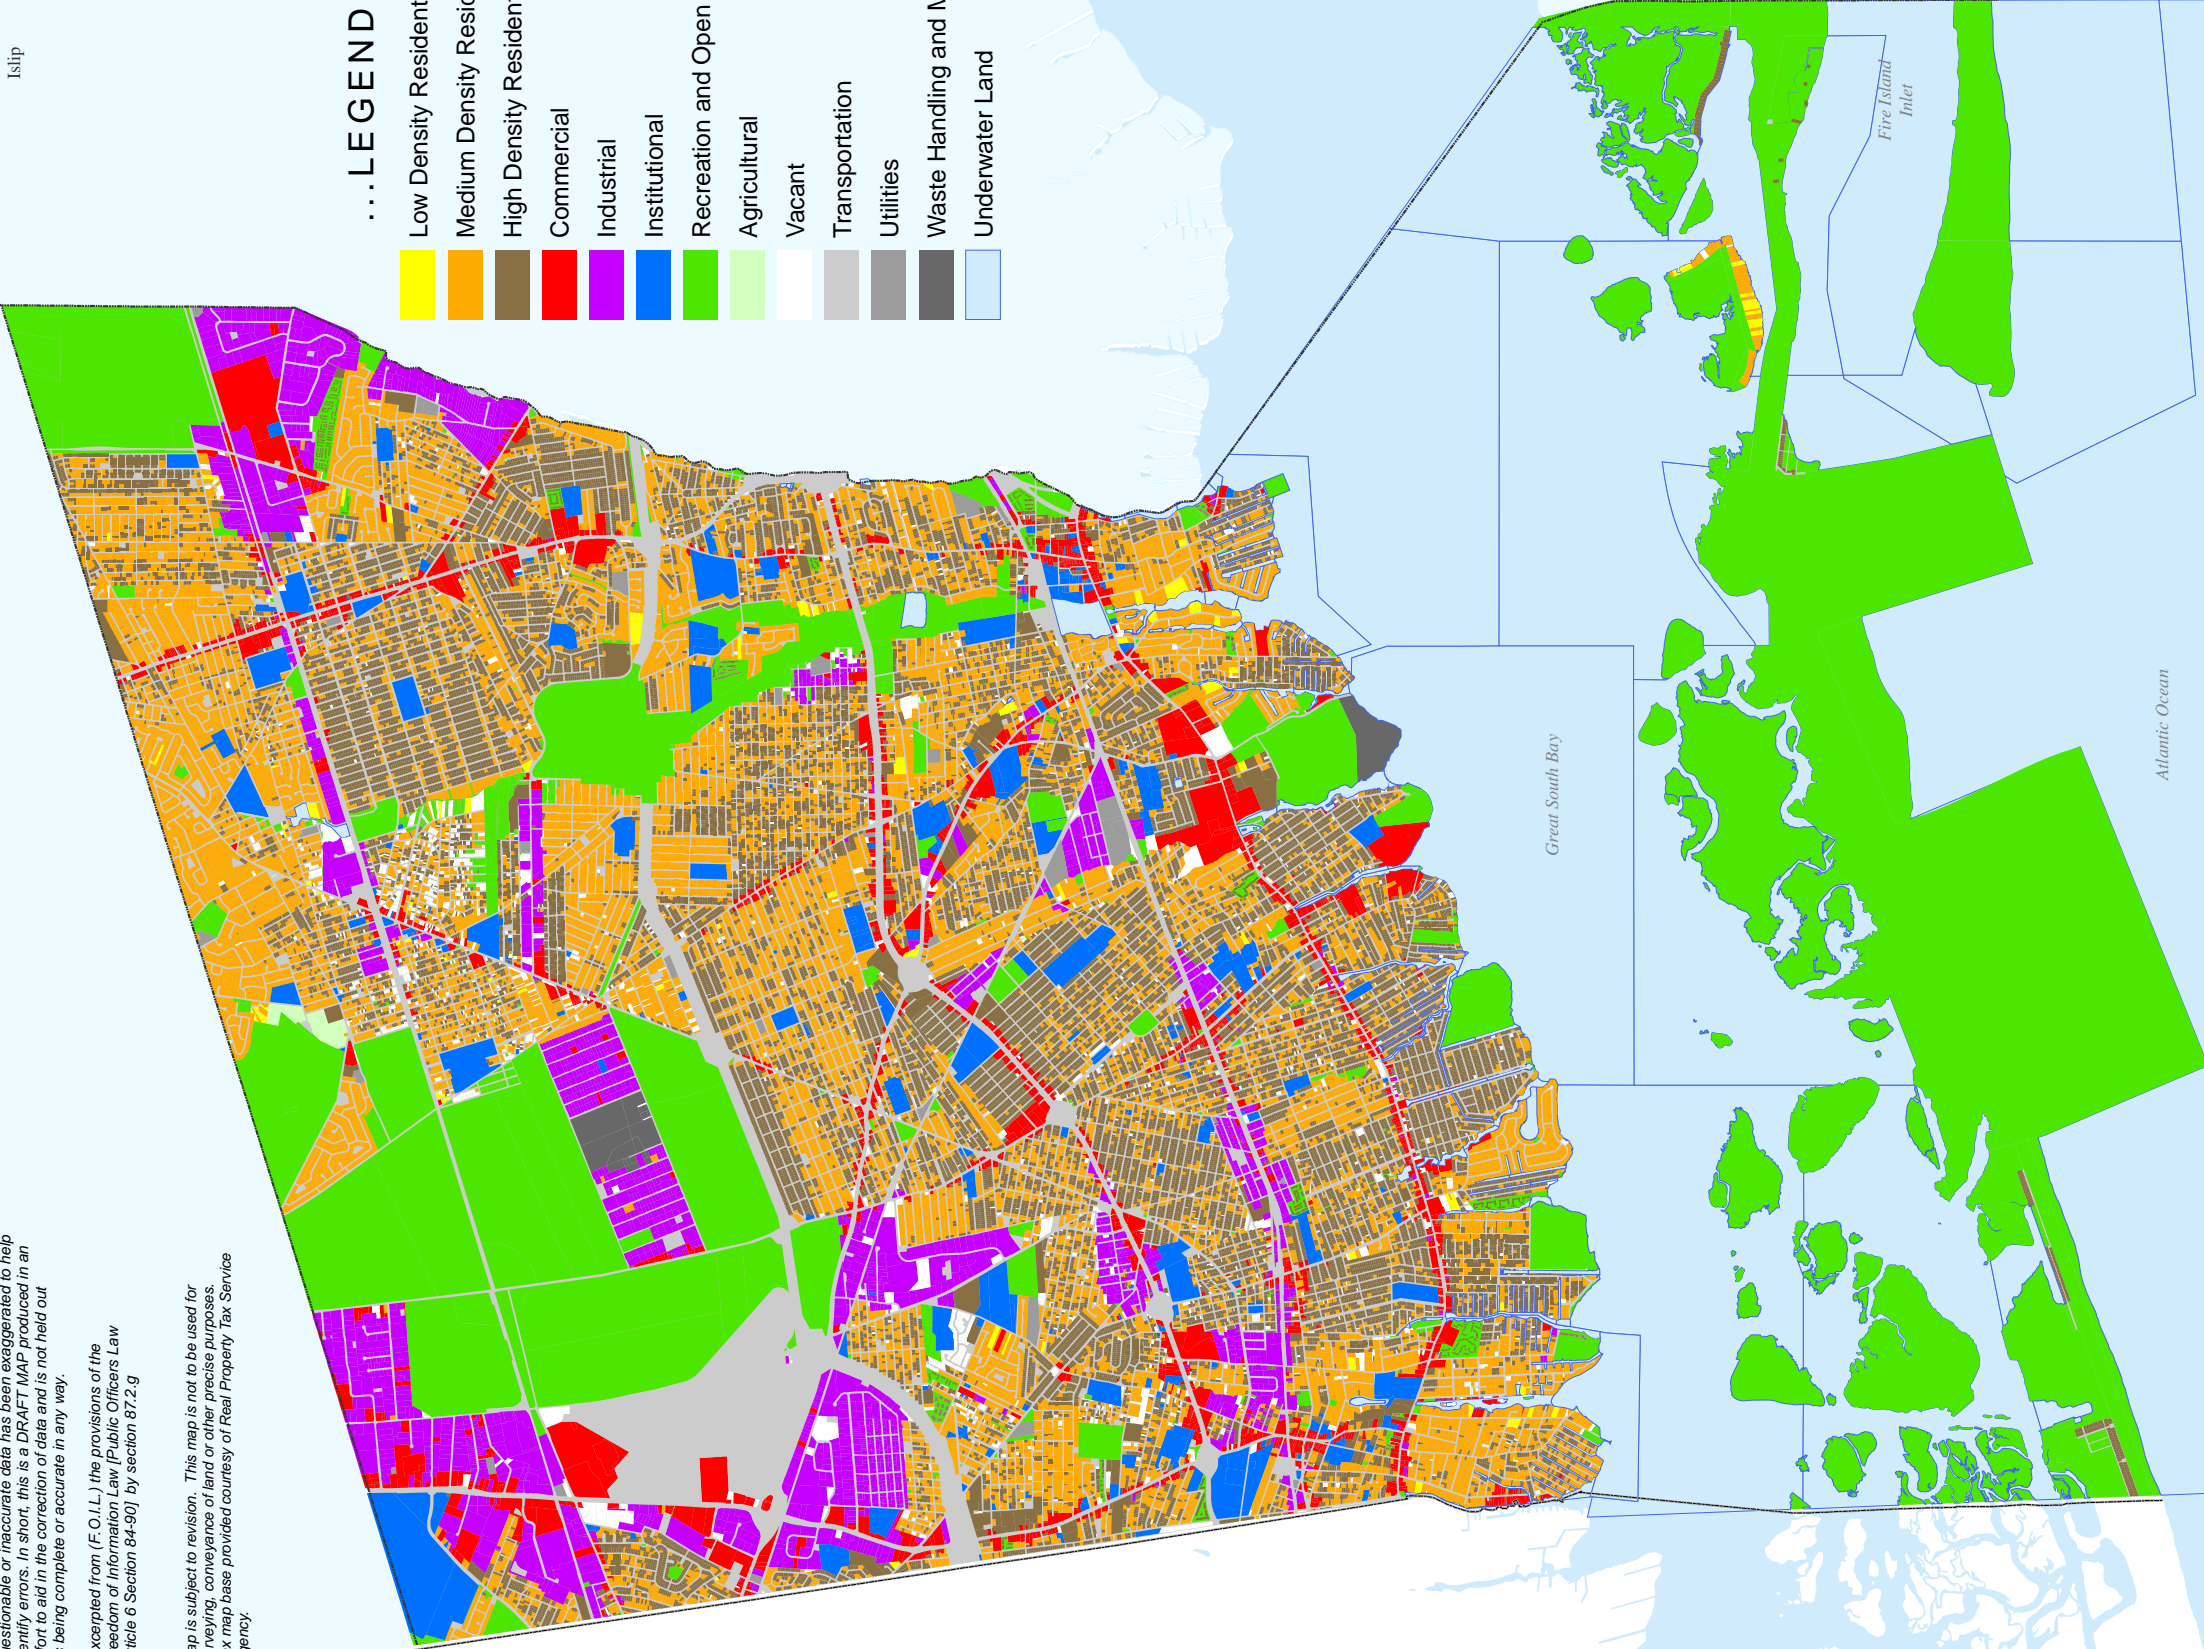 Islip
...LEGEND
Low Density Resident
Medium Density Resid
High Density Resident
Commercial
Industrial
Institutional
Recreation and Open
Agricultural
Vacant
Transportation
Utilities
Waste Handling and M
Underwater Land
Fire Island
Inlet
Great South Bay
Atlantic Ocean
estionable or inaccurate data has been exaggerated to help
entify errors. In short, this is a DRAFT MAP produced in an
fort to aid in the correction of data and is not held out
s being complete or accurate in any way.
xcerpted from (F.O.I.L.) the provisions of the
eedom of Information Law [Public Officers Law
ticle 6 Section 84-90] by section 87.2.g
ap is subject to revision. This map is not to be used for
rveying, conveyance of land or other precise purposes.
x map base provided courtesy of Real Property Tax Service
gency.